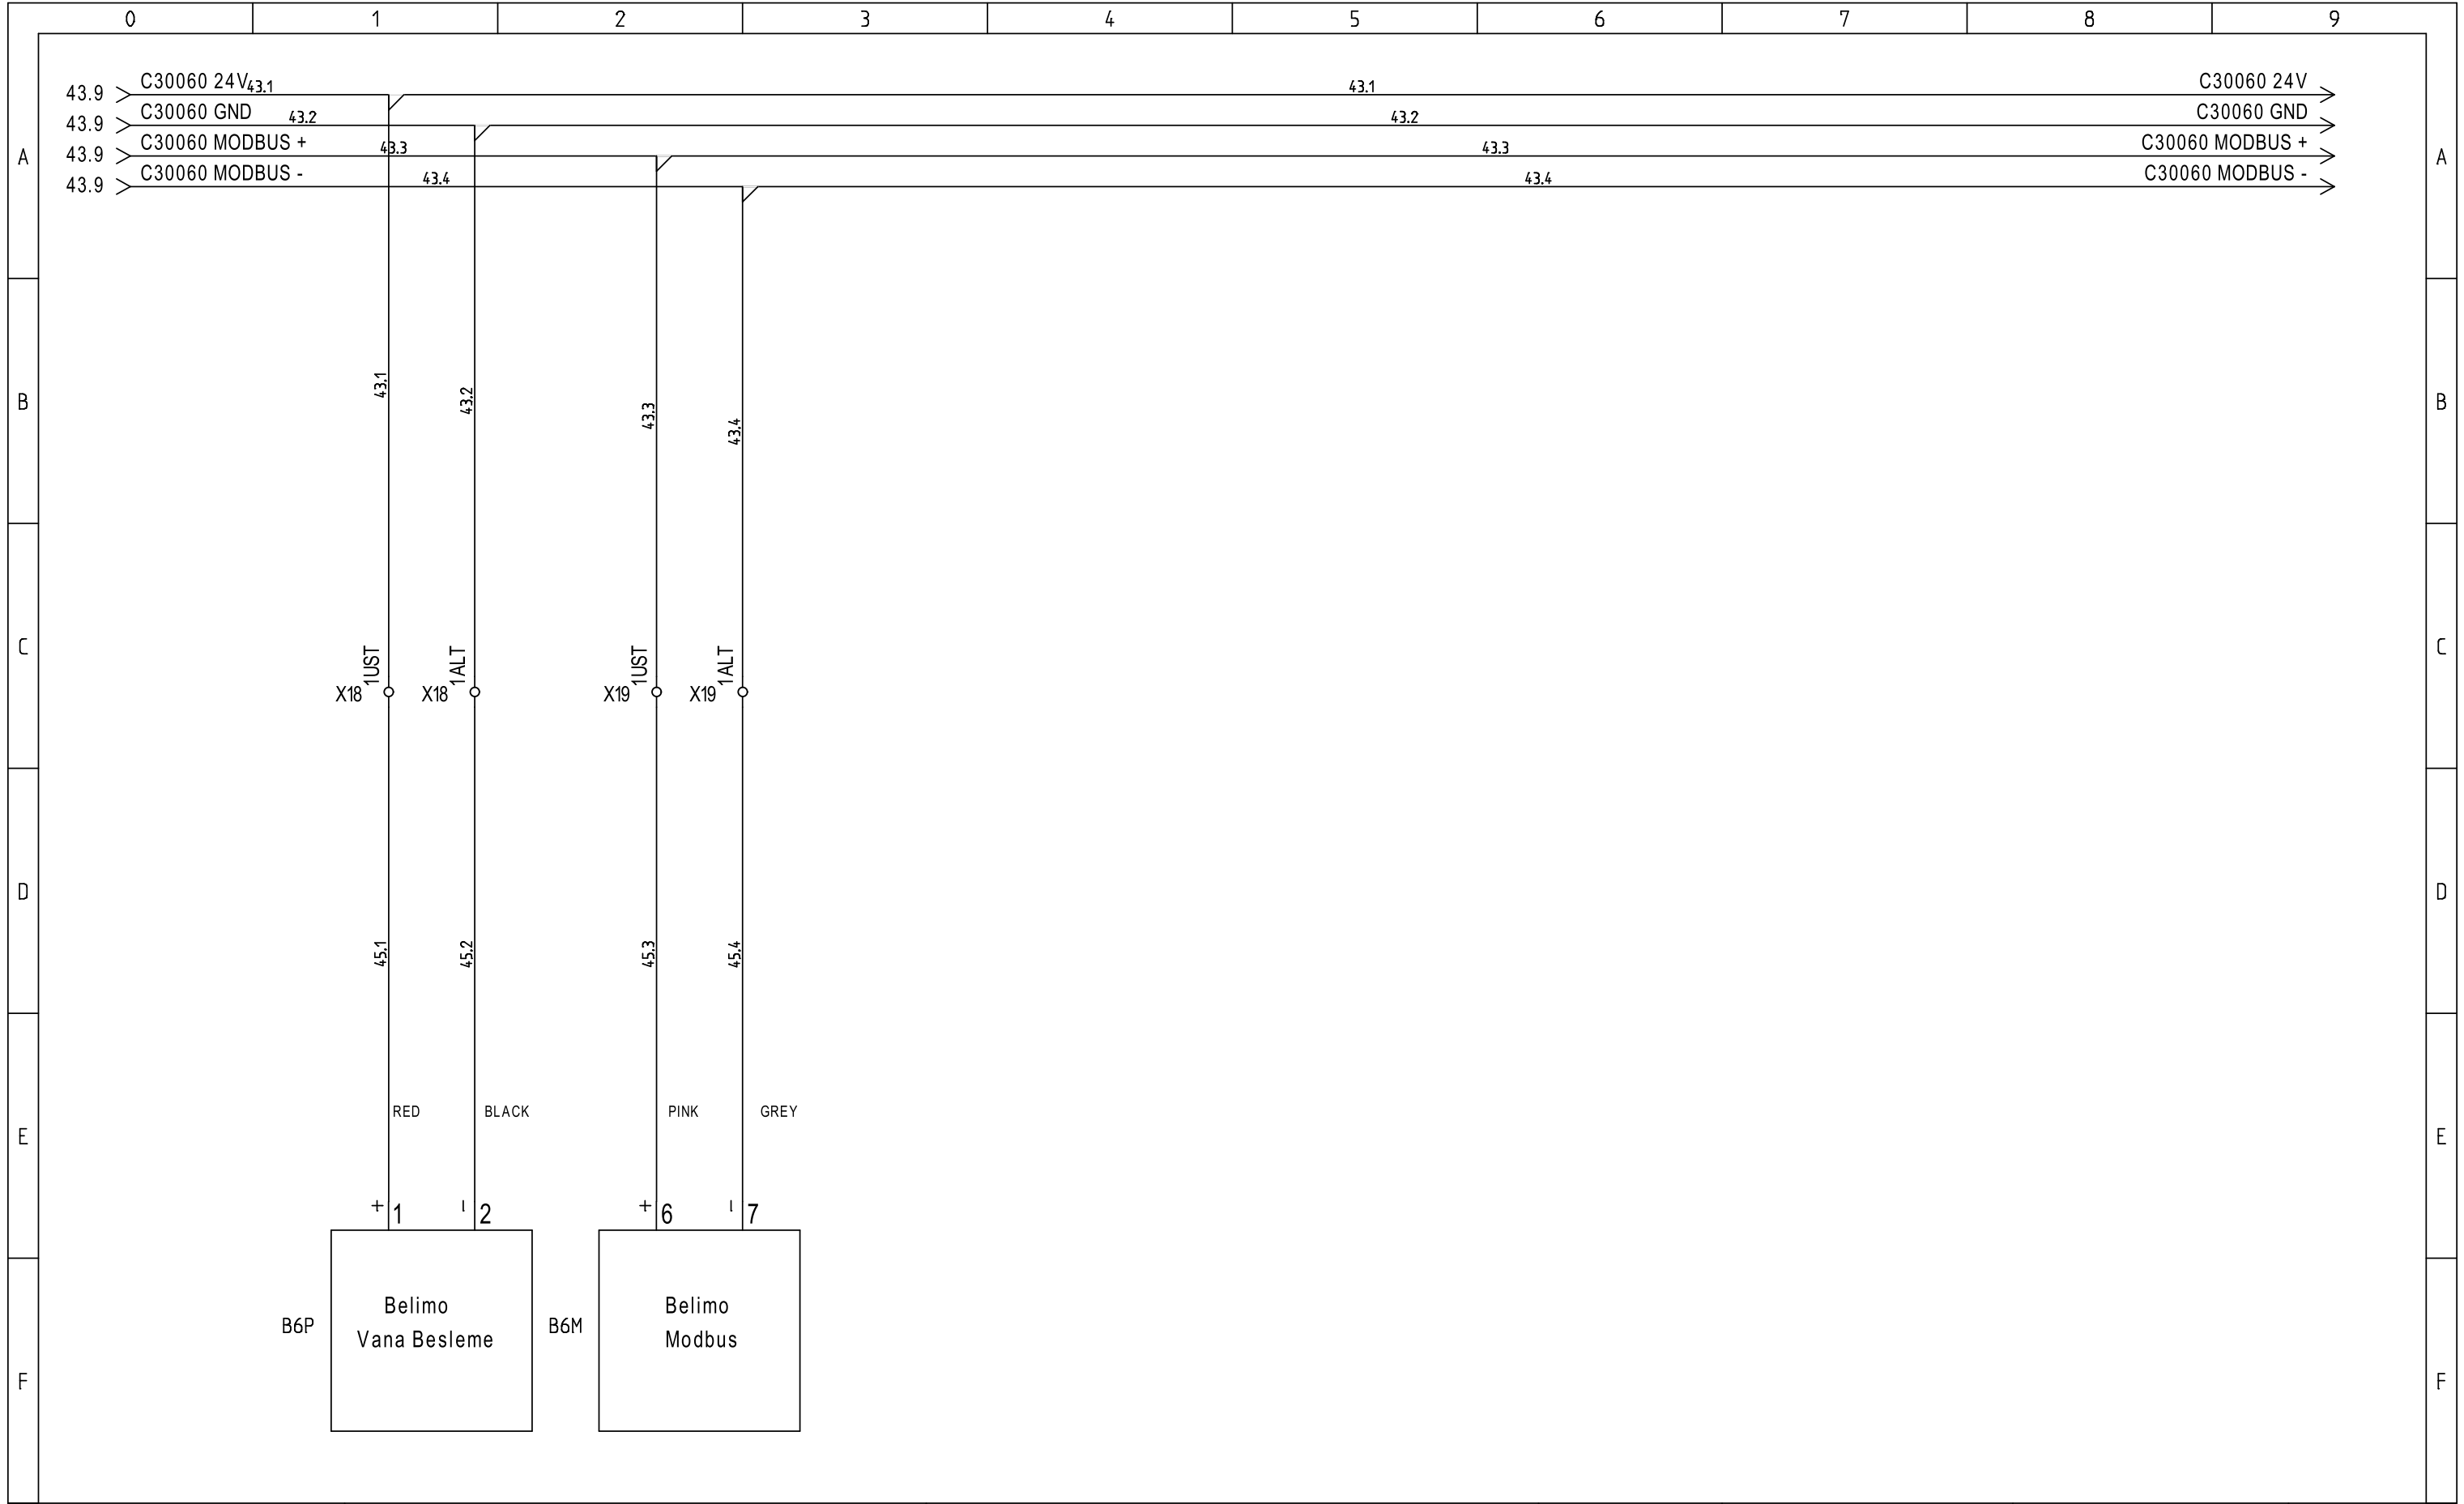 0 1 2 3 4 5 6 7 8 9
43.9 C30060 24V 43.1 43.1 C30060 24V
43.9 C30060 GND 43.2 43.2 C30060 GND
43.9 C30060 MODBUS + 43.3 43.3 C30060 MODBUS +
43.9 C30060 MODBUS - 43.4 43.4 C30060 MODBUS -
A A
43.1 43.2 43.3 43.4
B B
1UST 1ALT 1UST 1ALT
C C
X18 X18 X19 X19
D D
45.1 45.2 45.3 45.4
RED BLACK PINK GREY
E E
+ 1 - 2 + 6 - 7
Belimo
Vana Besleme
B6P
Belimo
Modbus
B6M
F F